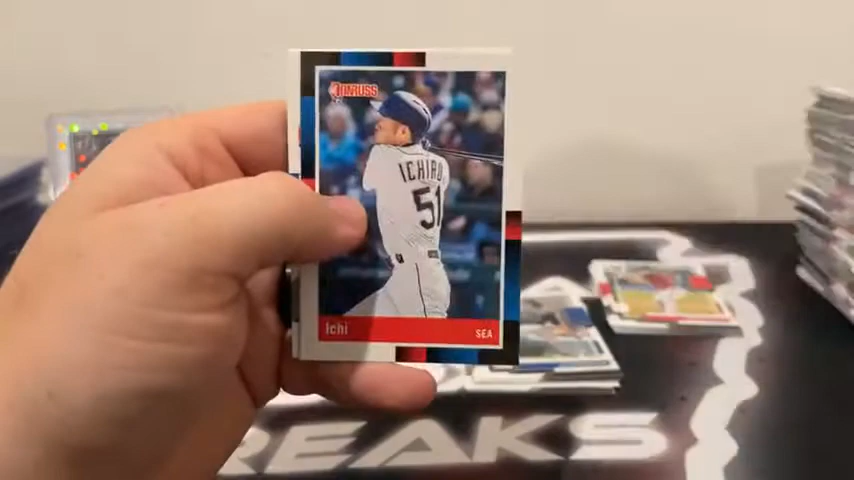 DONRUSS
ICHIRO
51
Ichi
SEA
REAKS